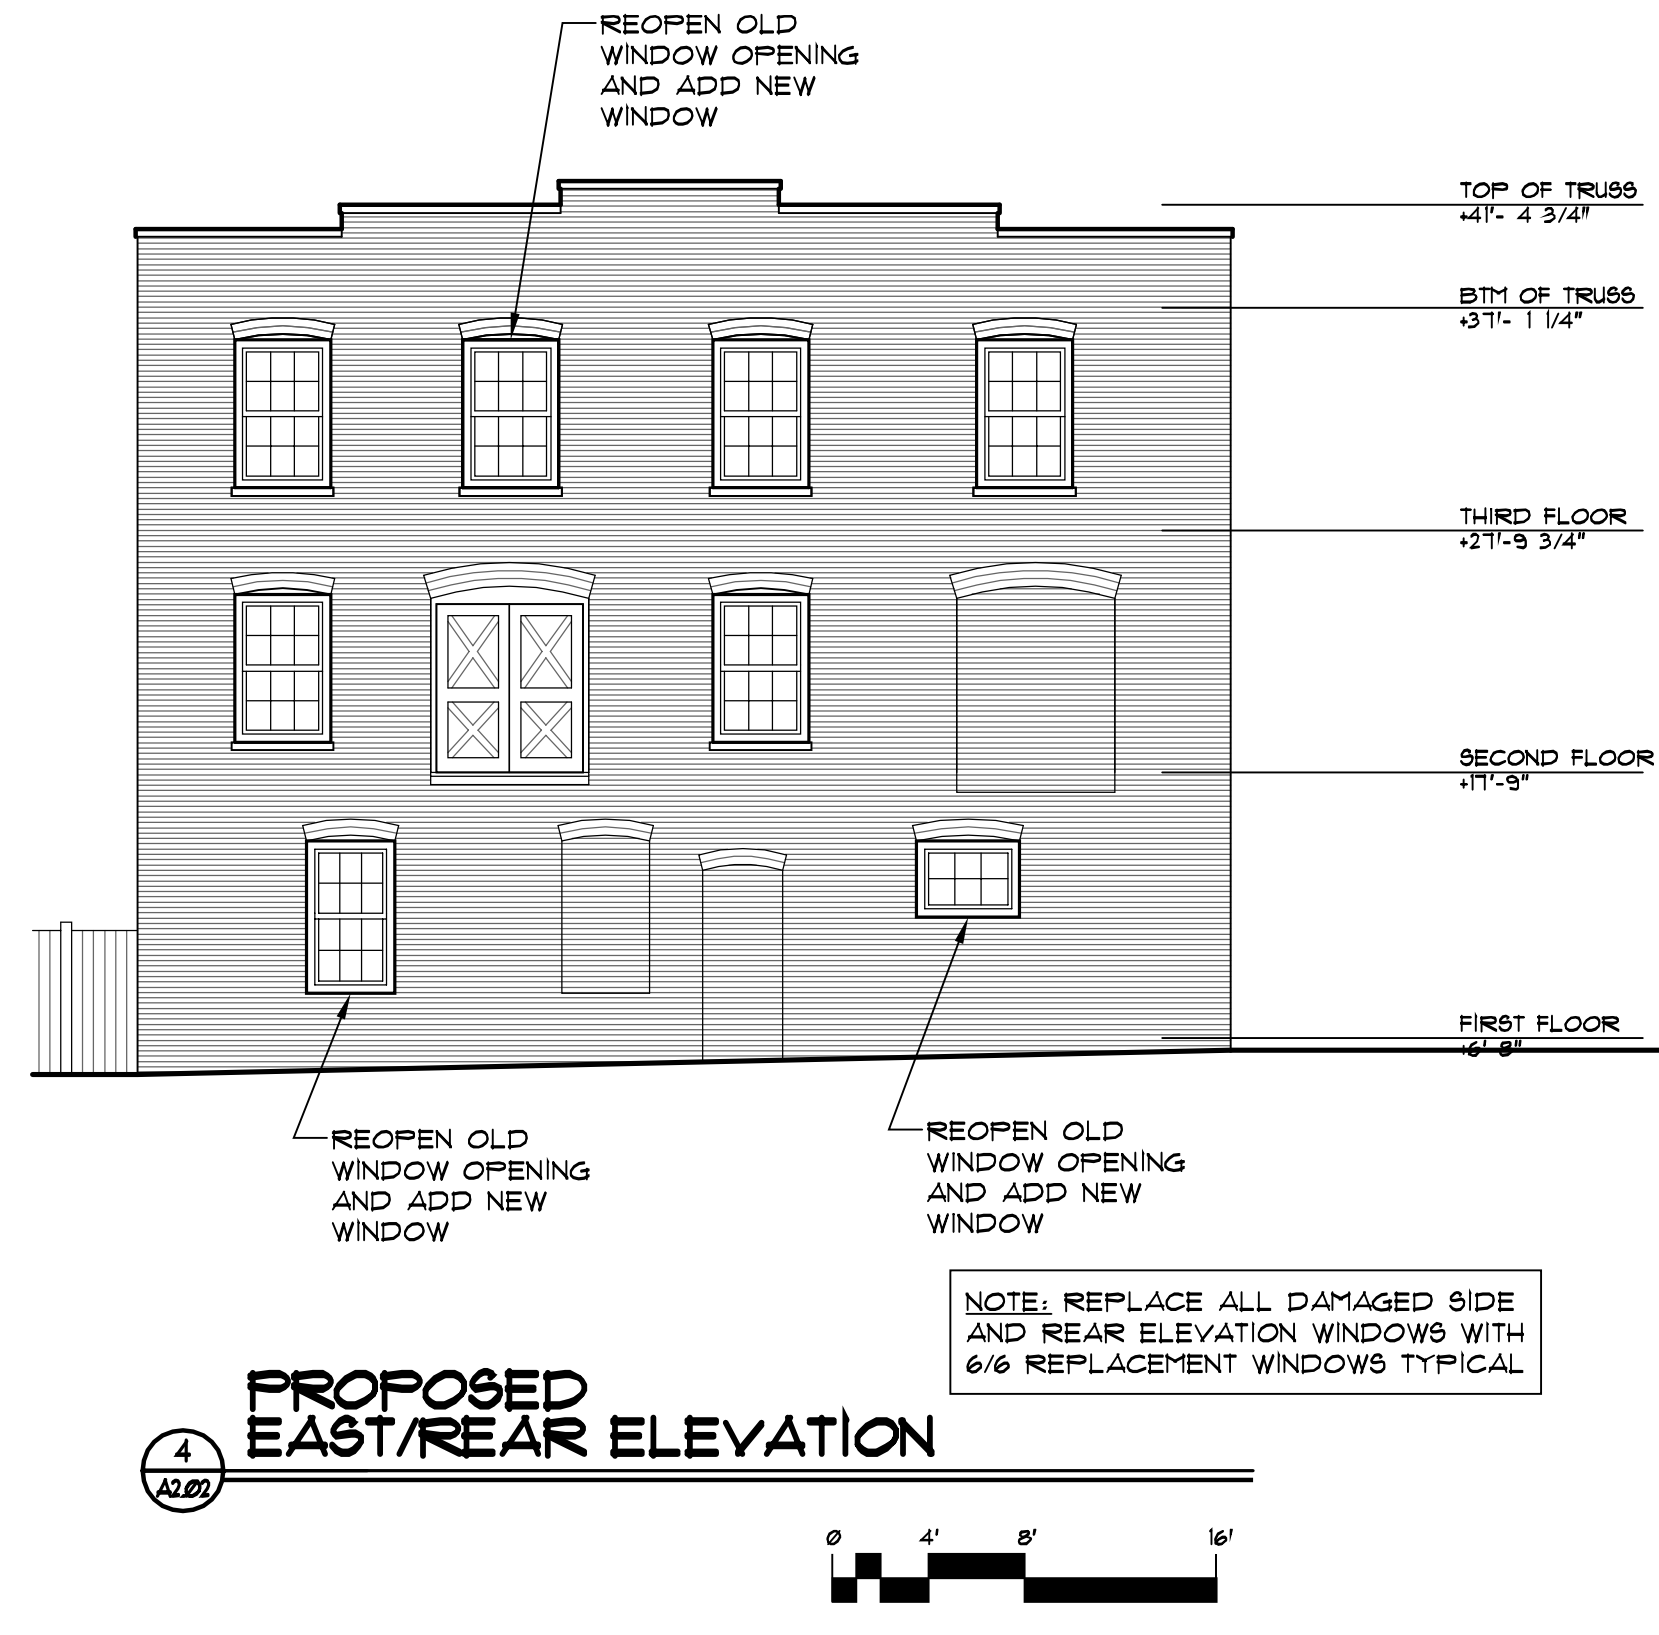 REOPEN OLD
WINDOW OPENING
AND ADD NEW
WINDOW
TOP OF TRUSS
+41'- 4 3/4"
BTM OF TRUSS
+37'- 1 1/4"
THIRD FLOOR
+27'-9 3/4"
SECOND FLOOR
+17'-9"
FIRST FLOOR
+6'-8"
REOPEN OLD
WINDOW OPENING
AND ADD NEW
WINDOW
REOPEN OLD
WINDOW OPENING
AND ADD NEW
WINDOW
NOTE: REPLACE ALL DAMAGED SIDE
AND REAR ELEVATION WINDOWS WITH
6/6 REPLACEMENT WINDOWS TYPICAL
PROPOSED
EAST/REAR ELEVATION
4
A2.02
0 4' 8' 16'